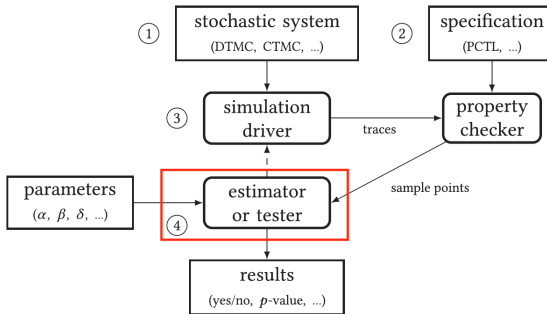 ①
stochastic system
(DTMC, CTMC, ...)
②
specification
(PCTL, ...)
③
simulation
driver
traces
property
checker
parameters
(α, β, δ, ...)
④
estimator
or tester
sample points
results
(yes/no, p-value, ...)